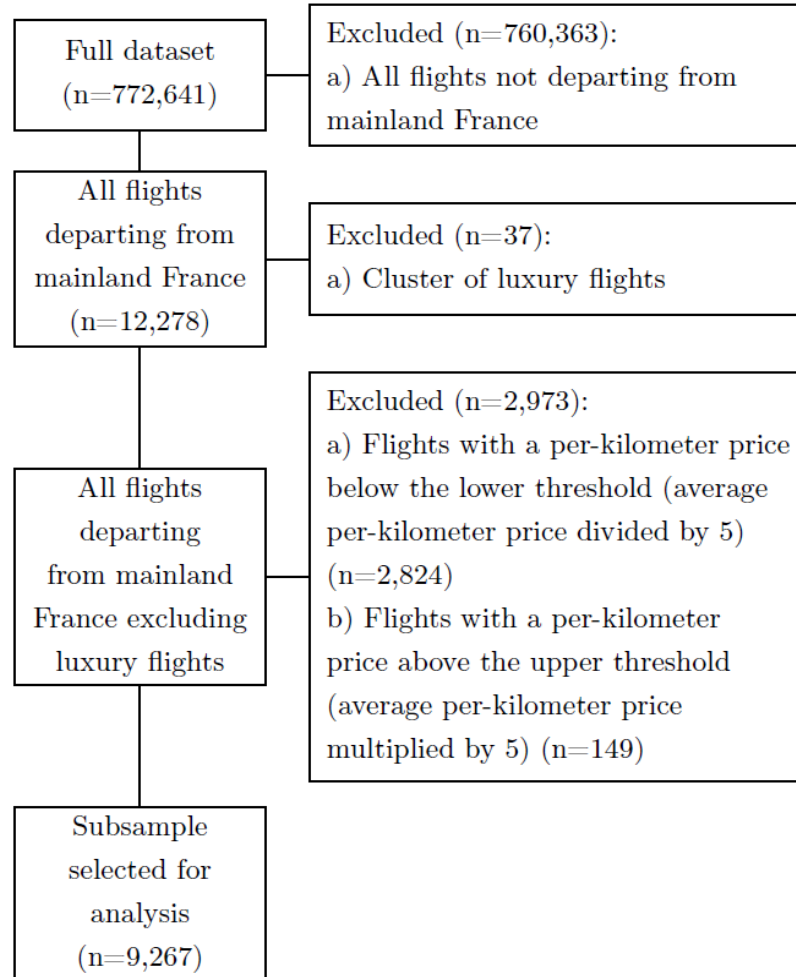 Full dataset
(n=772,641)
Excluded (n=760,363):
a) All flights not departing from
mainland France
All flights
departing from
mainland France
(n=12,278)
Excluded (n=37):
a) Cluster of luxury flights
All flights
departing
from mainland
France excluding
luxury flights
Excluded (n=2,973):
a) Flights with a per-kilometer price
below the lower threshold (average
per-kilometer price divided by 5)
(n=2,824)
b) Flights with a per-kilometer
price above the upper threshold
(average per-kilometer price
multiplied by 5) (n=149)
Subsample
selected for
analysis
(n=9,267)